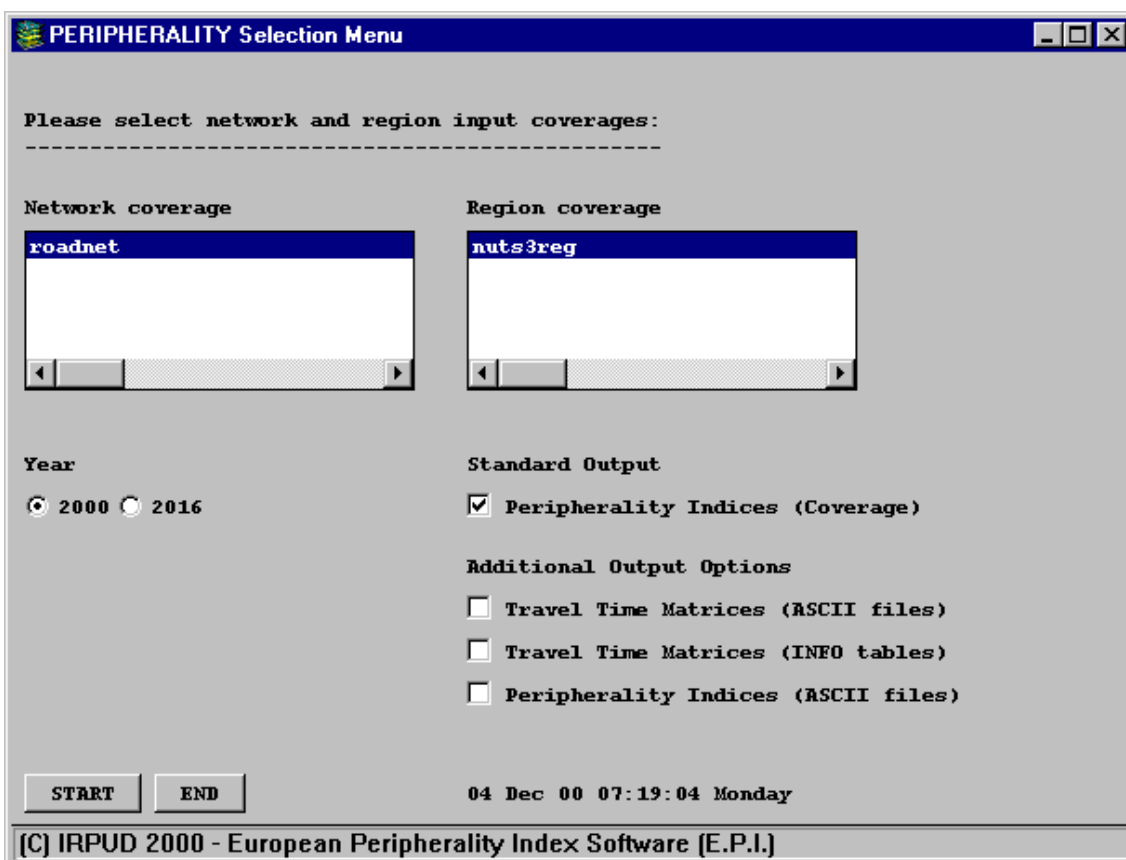 PERIPHERALITY Selection Menu
Please select network and region input coverages:
-------------------------------------------------
Network coverage
Region coverage
roadnet
nuts3reg
Year
Standard Output
2000 2016
Peripherality Indices (Coverage)
Additional Output Options
Travel Time Matrices (ASCII files)
Travel Time Matrices (INFO tables)
Peripherality Indices (ASCII files)
START
END
04 Dec 00 07:19:04 Monday
(C) IRPUD 2000 - European Peripherality Index Software (E.P.I.)